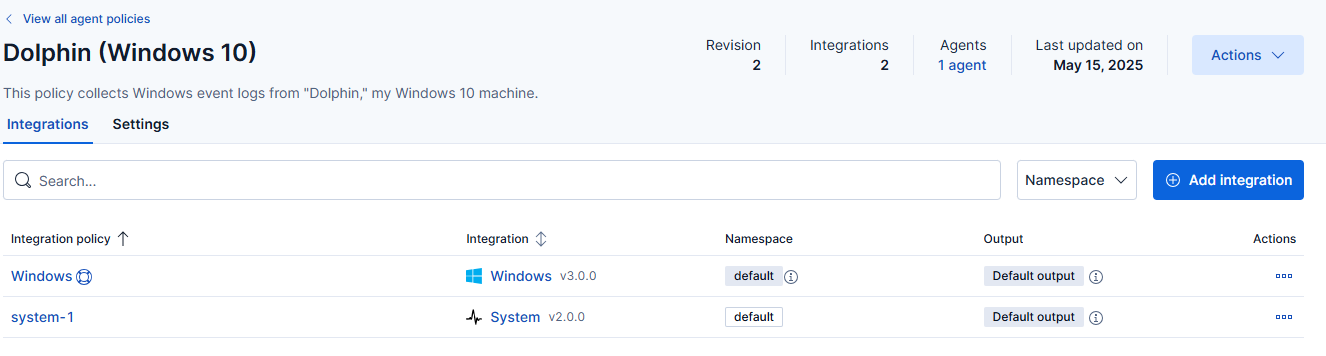 View all agent policies
Dolphin (Windows 10)
Revision
2
Integrations
2
Agents
1 agent
Last updated on
May 15, 2025
Actions
This policy collects Windows event logs from "Dolphin," my Windows 10 machine.
Integrations Settings
Search...
Namespace
Add integration
Integration policy Integration Namespace Output Actions
Windows Windows v3.0.0 default Default output
system-1 System v2.0.0 default Default output